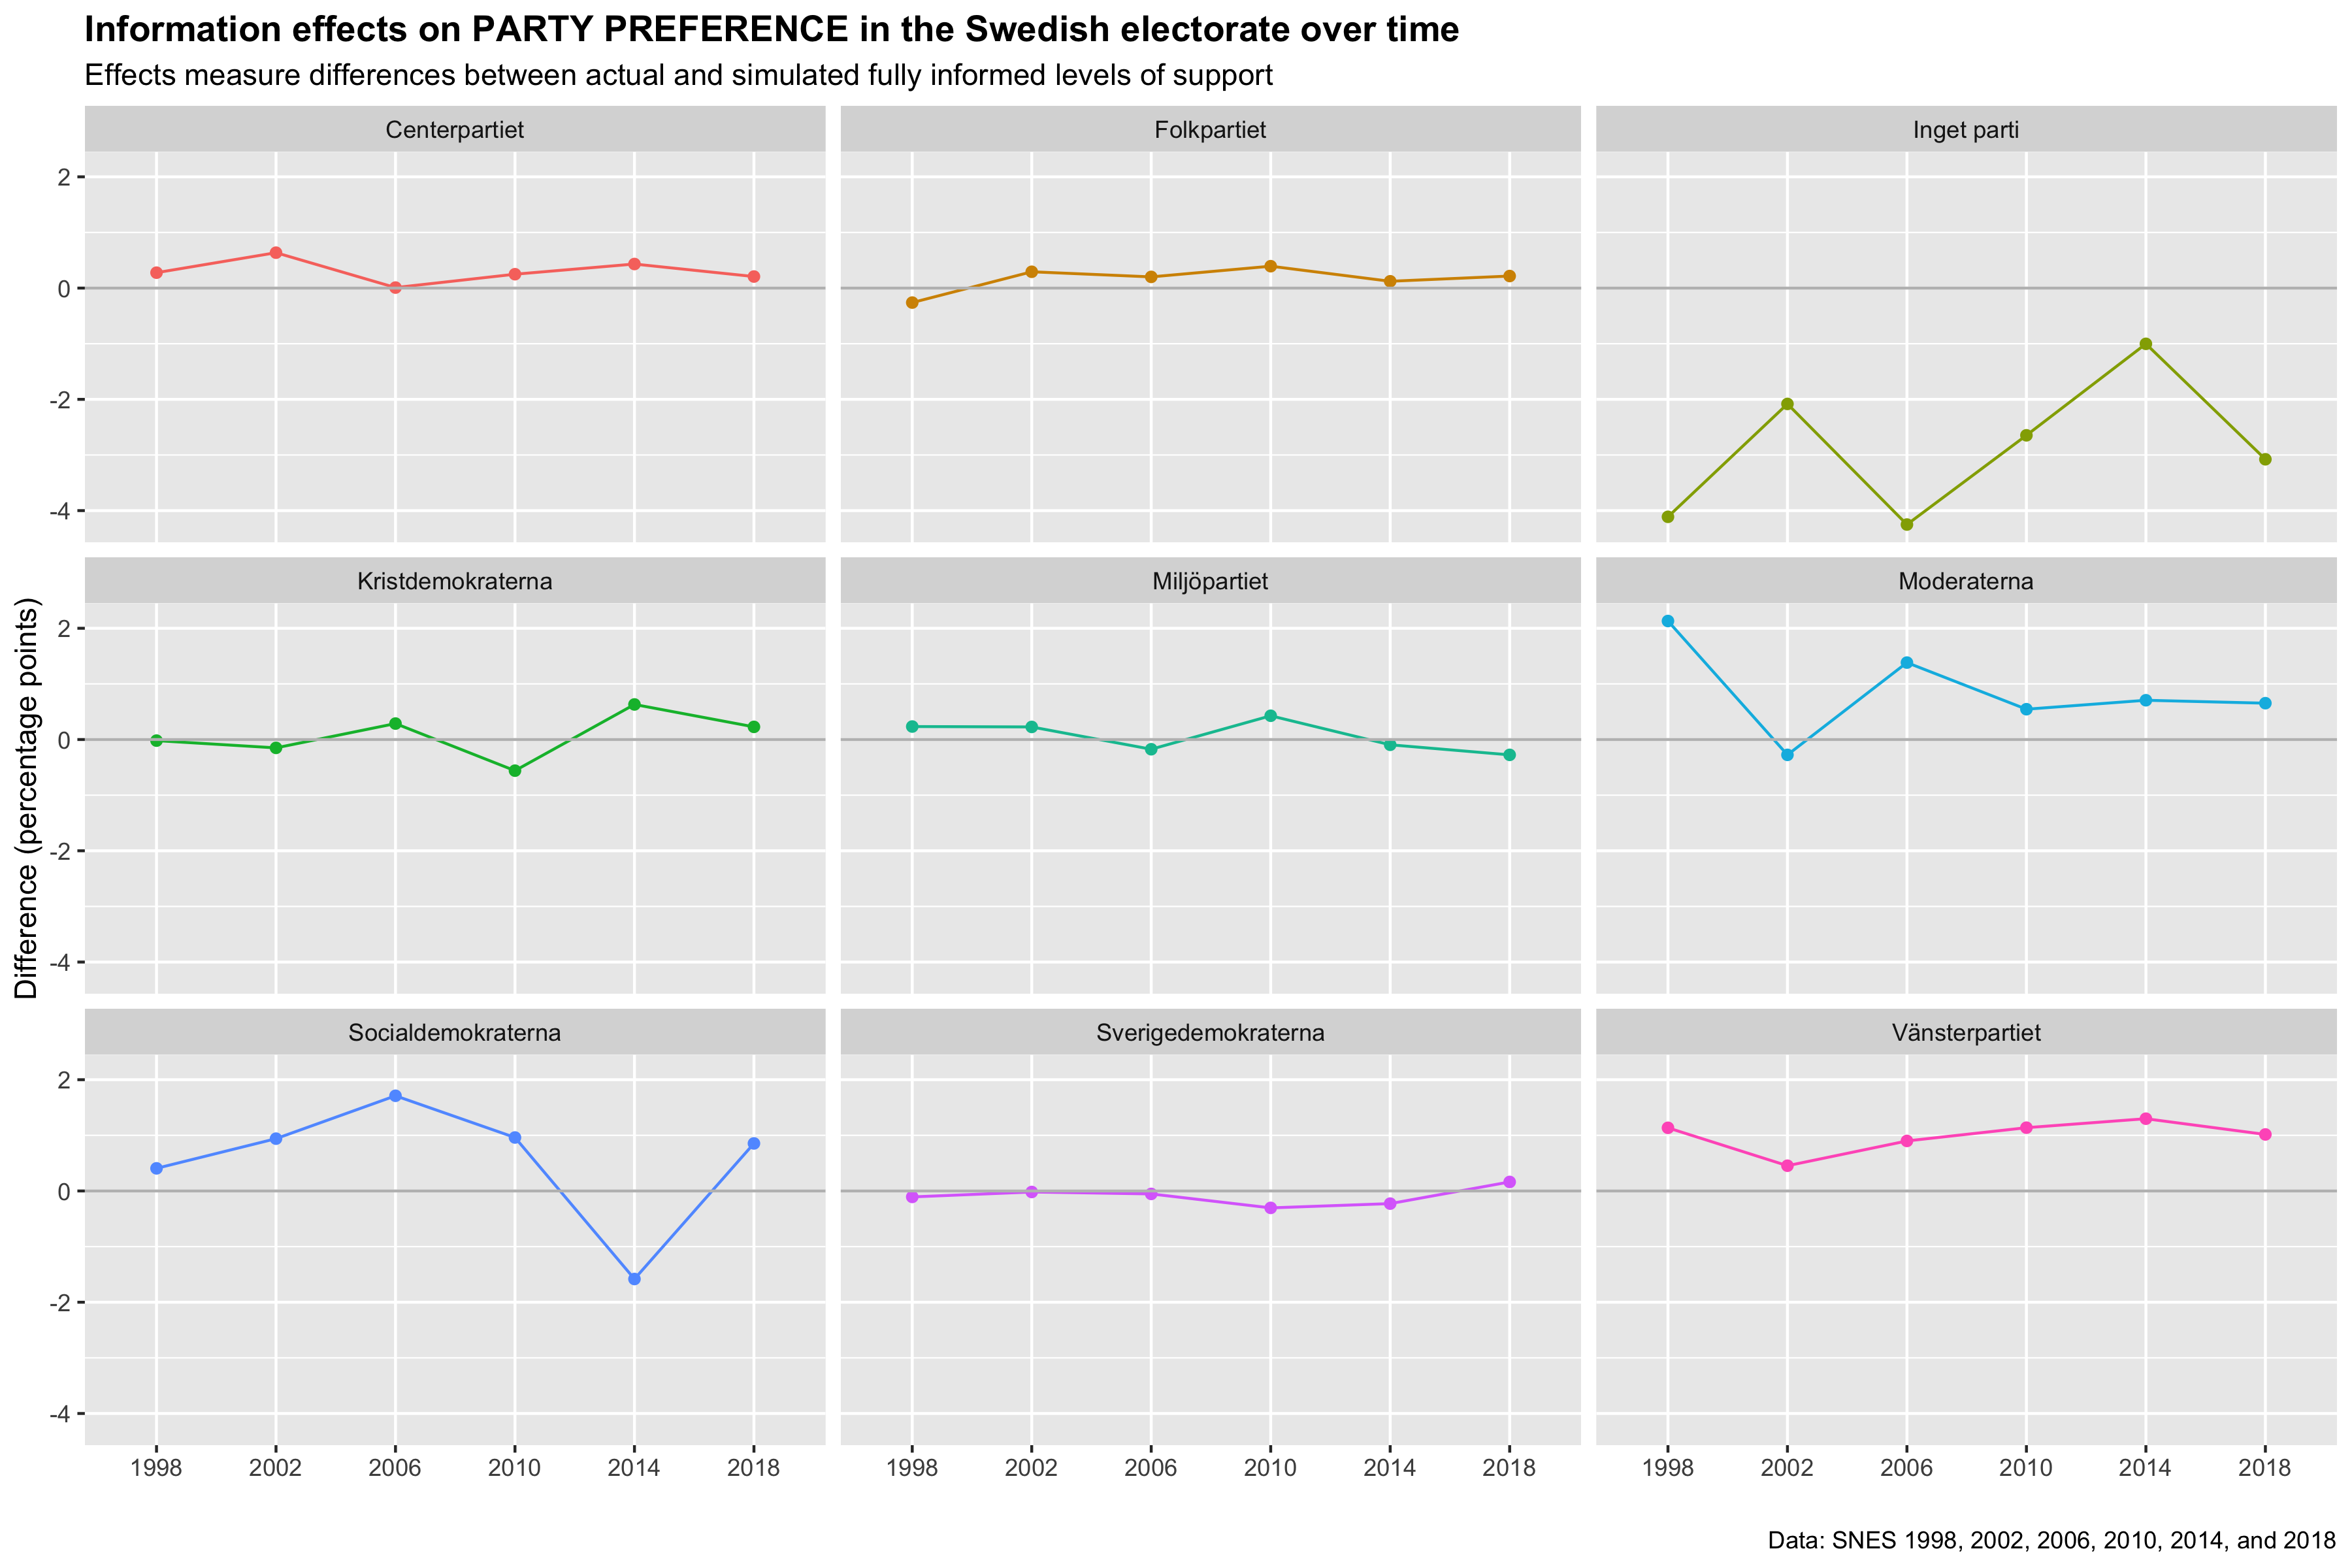 Information effects on PARTY PREFERENCE in the Swedish electorate over time
Effects measure differences between actual and simulated fully informed levels of support
Centerpartiet
Folkpartiet
Inget parti
2
0
-2
-4
Kristdemokraterna
Miljöpartiet
Moderaterna
2
0
-2
-4
Difference (percentage points)
Socialdemokraterna
Sverigedemokraterna
Vänsterpartiet
2
0
-2
-4
1998 2002 2006 2010 2014 2018
1998 2002 2006 2010 2014 2018
1998 2002 2006 2010 2014 2018
Data: SNES 1998, 2002, 2006, 2010, 2014, and 2018